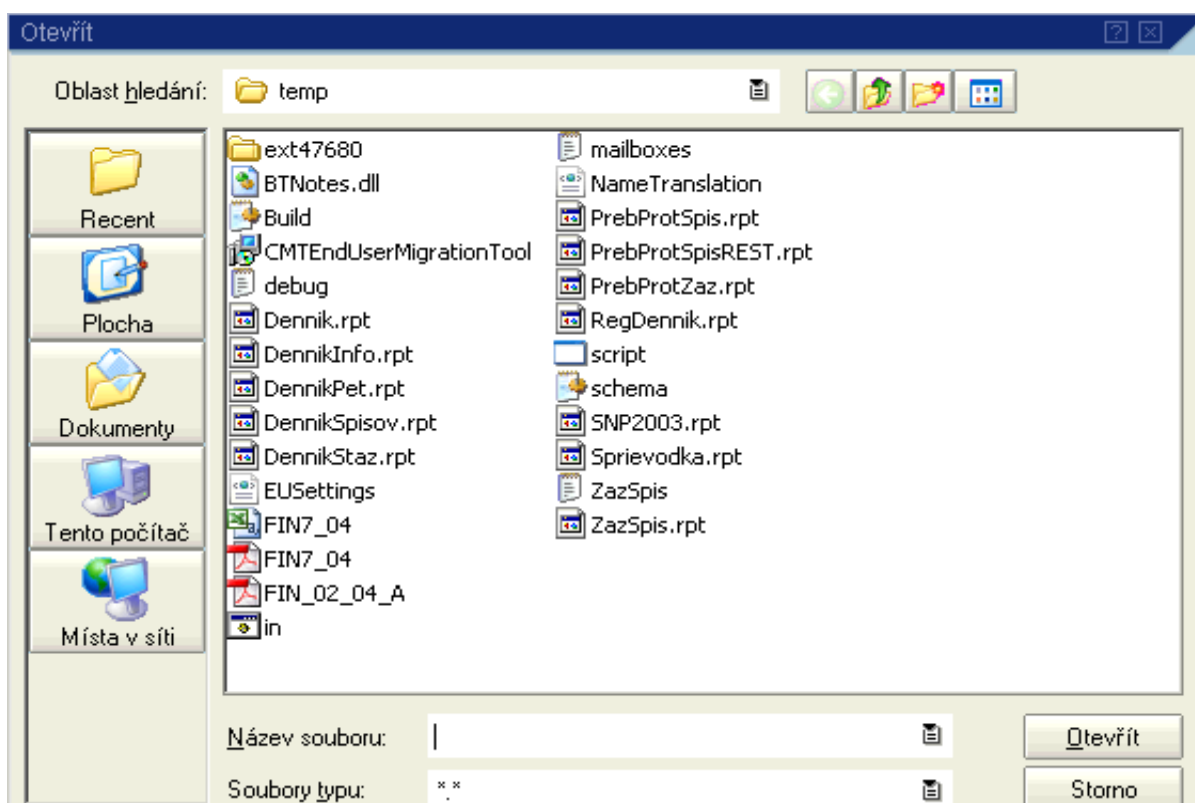 Otevřít
Oblast hledání: temp
Recent
Plocha
Dokumenty
Tento počítač
Místa v síti
ext47680
BTNotes.dll
Build
CMTEndUserMigrationTool
debug
Dennik.rpt
DennikInfo.rpt
DennikPet.rpt
DennikSpisov.rpt
DennikStaz.rpt
EUSettings
FIN7_04
FIN7_04
FIN_02_04_A
in
mailboxes
NameTranslation
PrebProtSpis.rpt
PrebProtSpisREST.rpt
PrebProtZaz.rpt
RegDennik.rpt
script
schema
SNP2003.rpt
Sprievodka.rpt
ZazSpis
ZazSpis.rpt
Název souboru: Otevřít
Soubory typu: *.* Storno